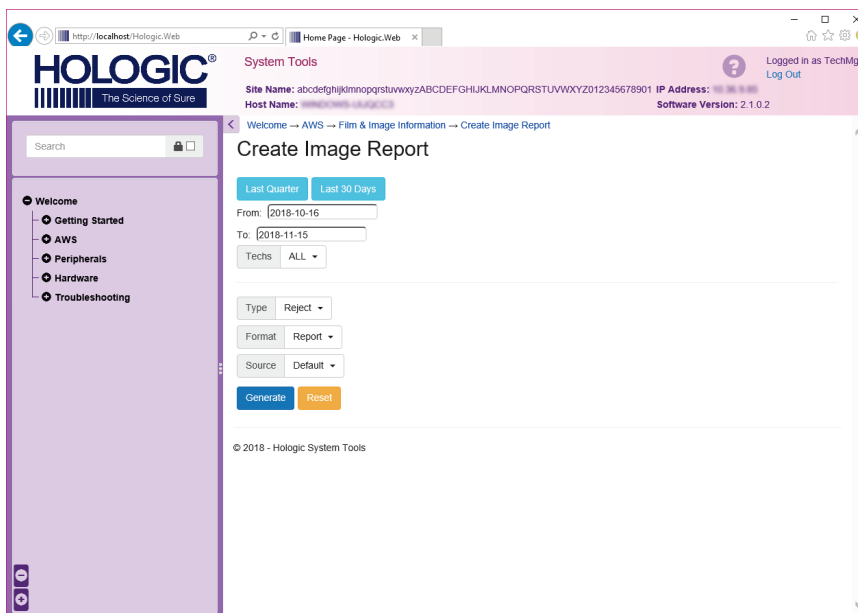 http://localhost/Hologic.Web
Home Page - Hologic.Web
HOLOGIC®
The Science of Sure
System Tools
Logged in as TechMg
Log Out
Site Name: abcdefghijklmnopqrstuvwxyzABCDEFGHIJKLMNOPQRSTUVWXYZ012345678901 IP Address:
Host Name:
Software Version: 2.1.0.2
Welcome → AWS → Film & Image Information → Create Image Report
Search
Create Image Report
Last Quarter
Last 30 Days
From: 2018-10-16
To: 2018-11-15
Techs ALL
Welcome
Getting Started
AWS
Peripherals
Hardware
Troubleshooting
Type Reject
Format Report
Source Default
Generate
Reset
© 2018 - Hologic System Tools